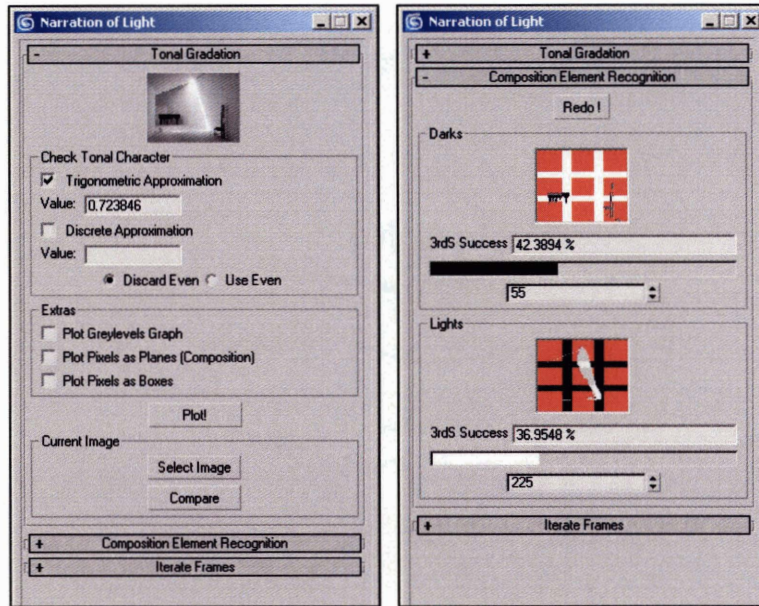 Narration of Light
- Tonal Gradation
Check Tonal Character
Trigonometric Approximation
Value: 0.723846
Discrete Approximation
Value:
Discard Even Use Even
Extras
Plot Greylevels Graph
Plot Pixels as Planes (Composition)
Plot Pixels as Boxes
Plot!
Current Image
Select Image
Compare
+ Composition Element Recognition
+ Iterate Frames
Narration of Light
+ Tonal Gradation
- Composition Element Recognition
Redo !
Darks
3rdS Success 42.3894 %
55
Lights
3rdS Success 36.9548 %
225
+ Iterate Frames